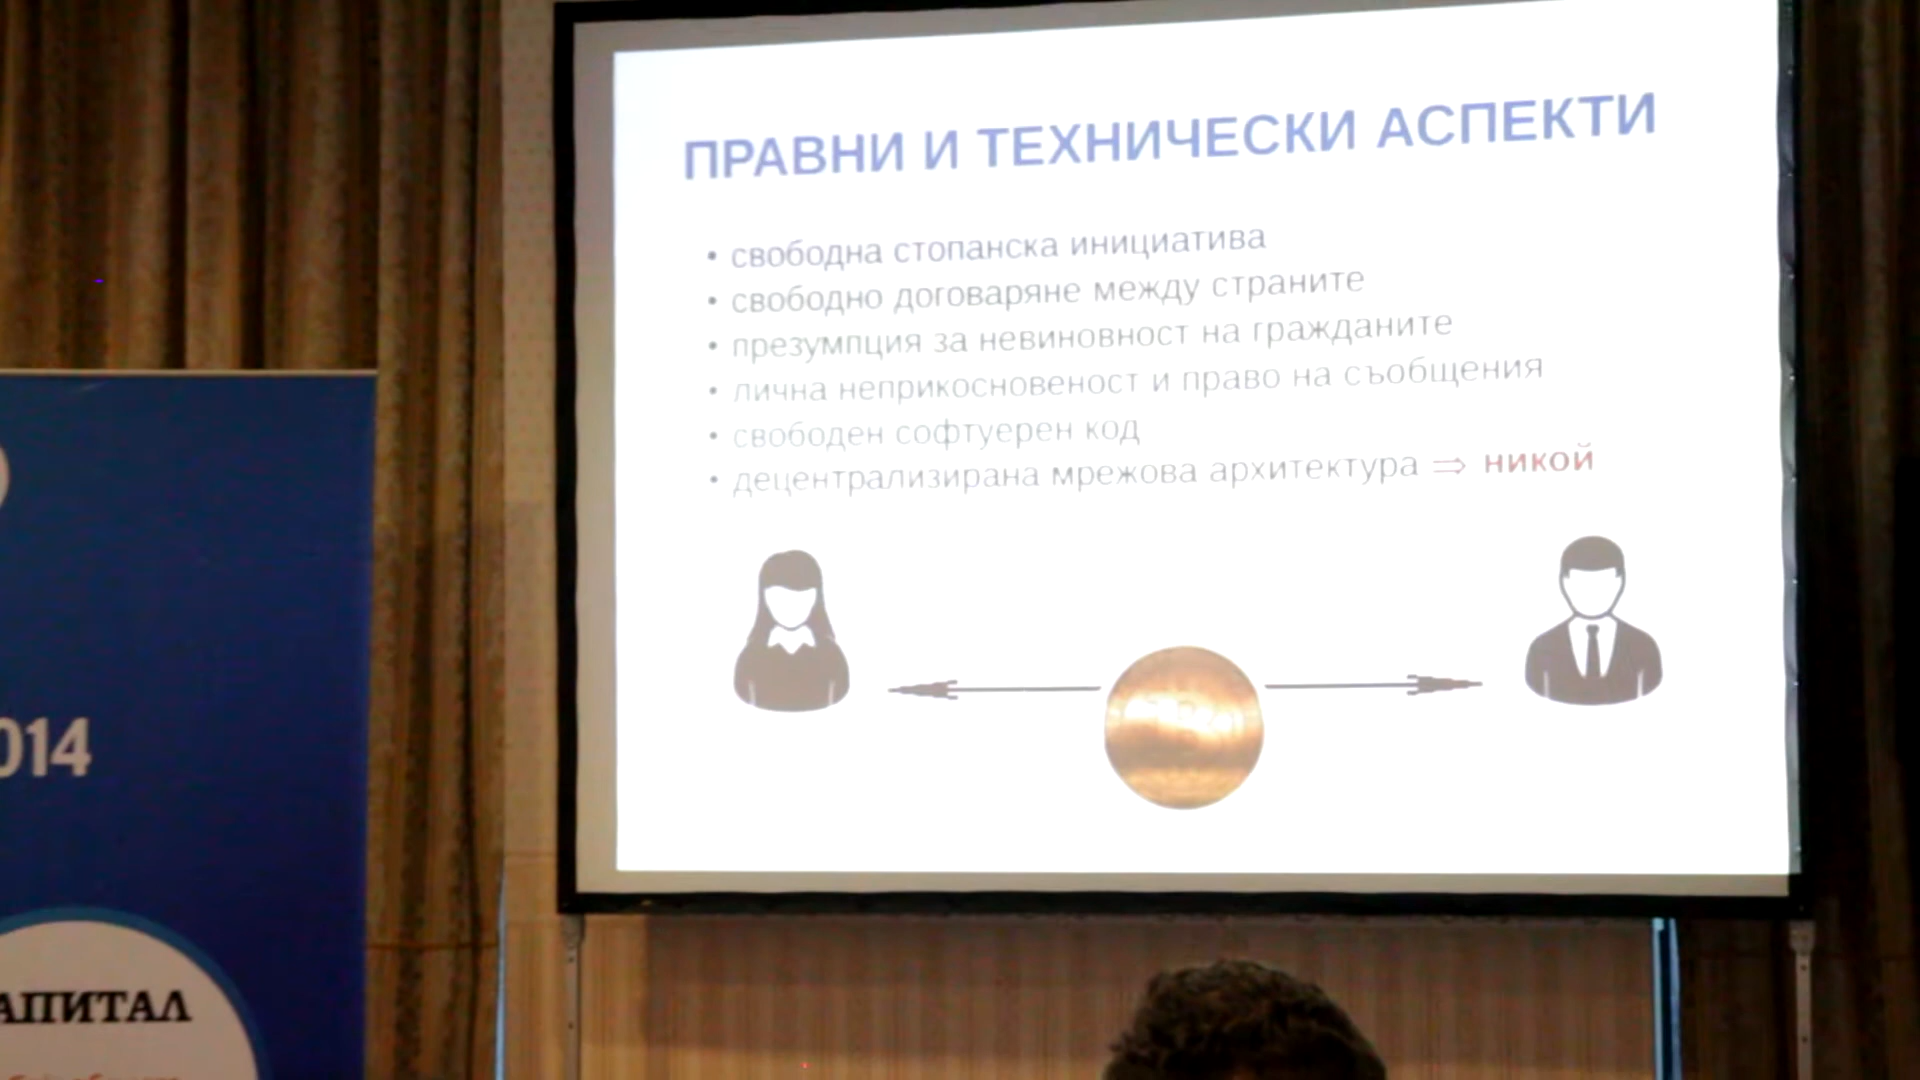 ПРАВНИ И ТЕХНИЧЕСКИ АСПЕКТИ
• свободна стопанска инициатива
• свободно договаряне между страните
• презумпция за невиновност на гражданите
• лична неприкосновеност и право на съобщения
• свободен софтуерен код
• децентрализирана мрежова архитектура ⇒ никой
014
АПИТАЛ